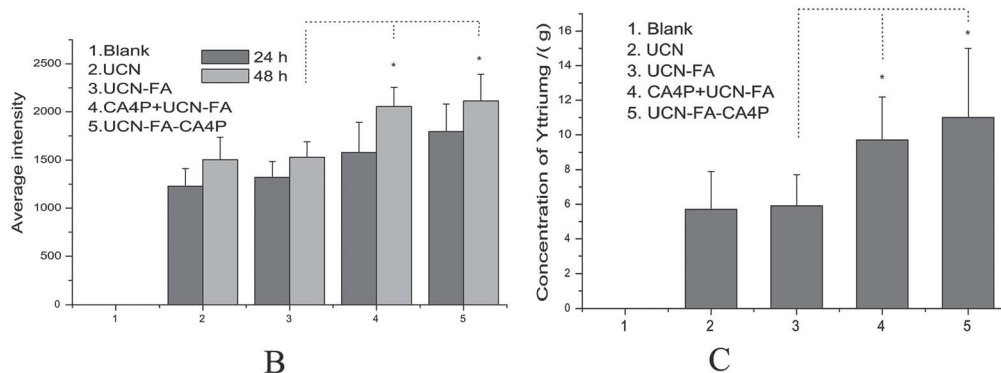 1.Blank
2.UCN
3.UCN-FA
4.CA4P+UCN-FA
5.UCN-FA-CA4P
24 h
48 h
*
*
Average intensity
2500
2000
1500
1000
500
0
1 2 3 4 5
B
1. Blank
2. UCN
3. UCN-FA
4. CA4P+UCN-FA
5. UCN-FA-CA4P
*
*
Concentration of Yttriumg /( g)
16
14
12
10
8
6
4
2
0
1 2 3 4 5
C